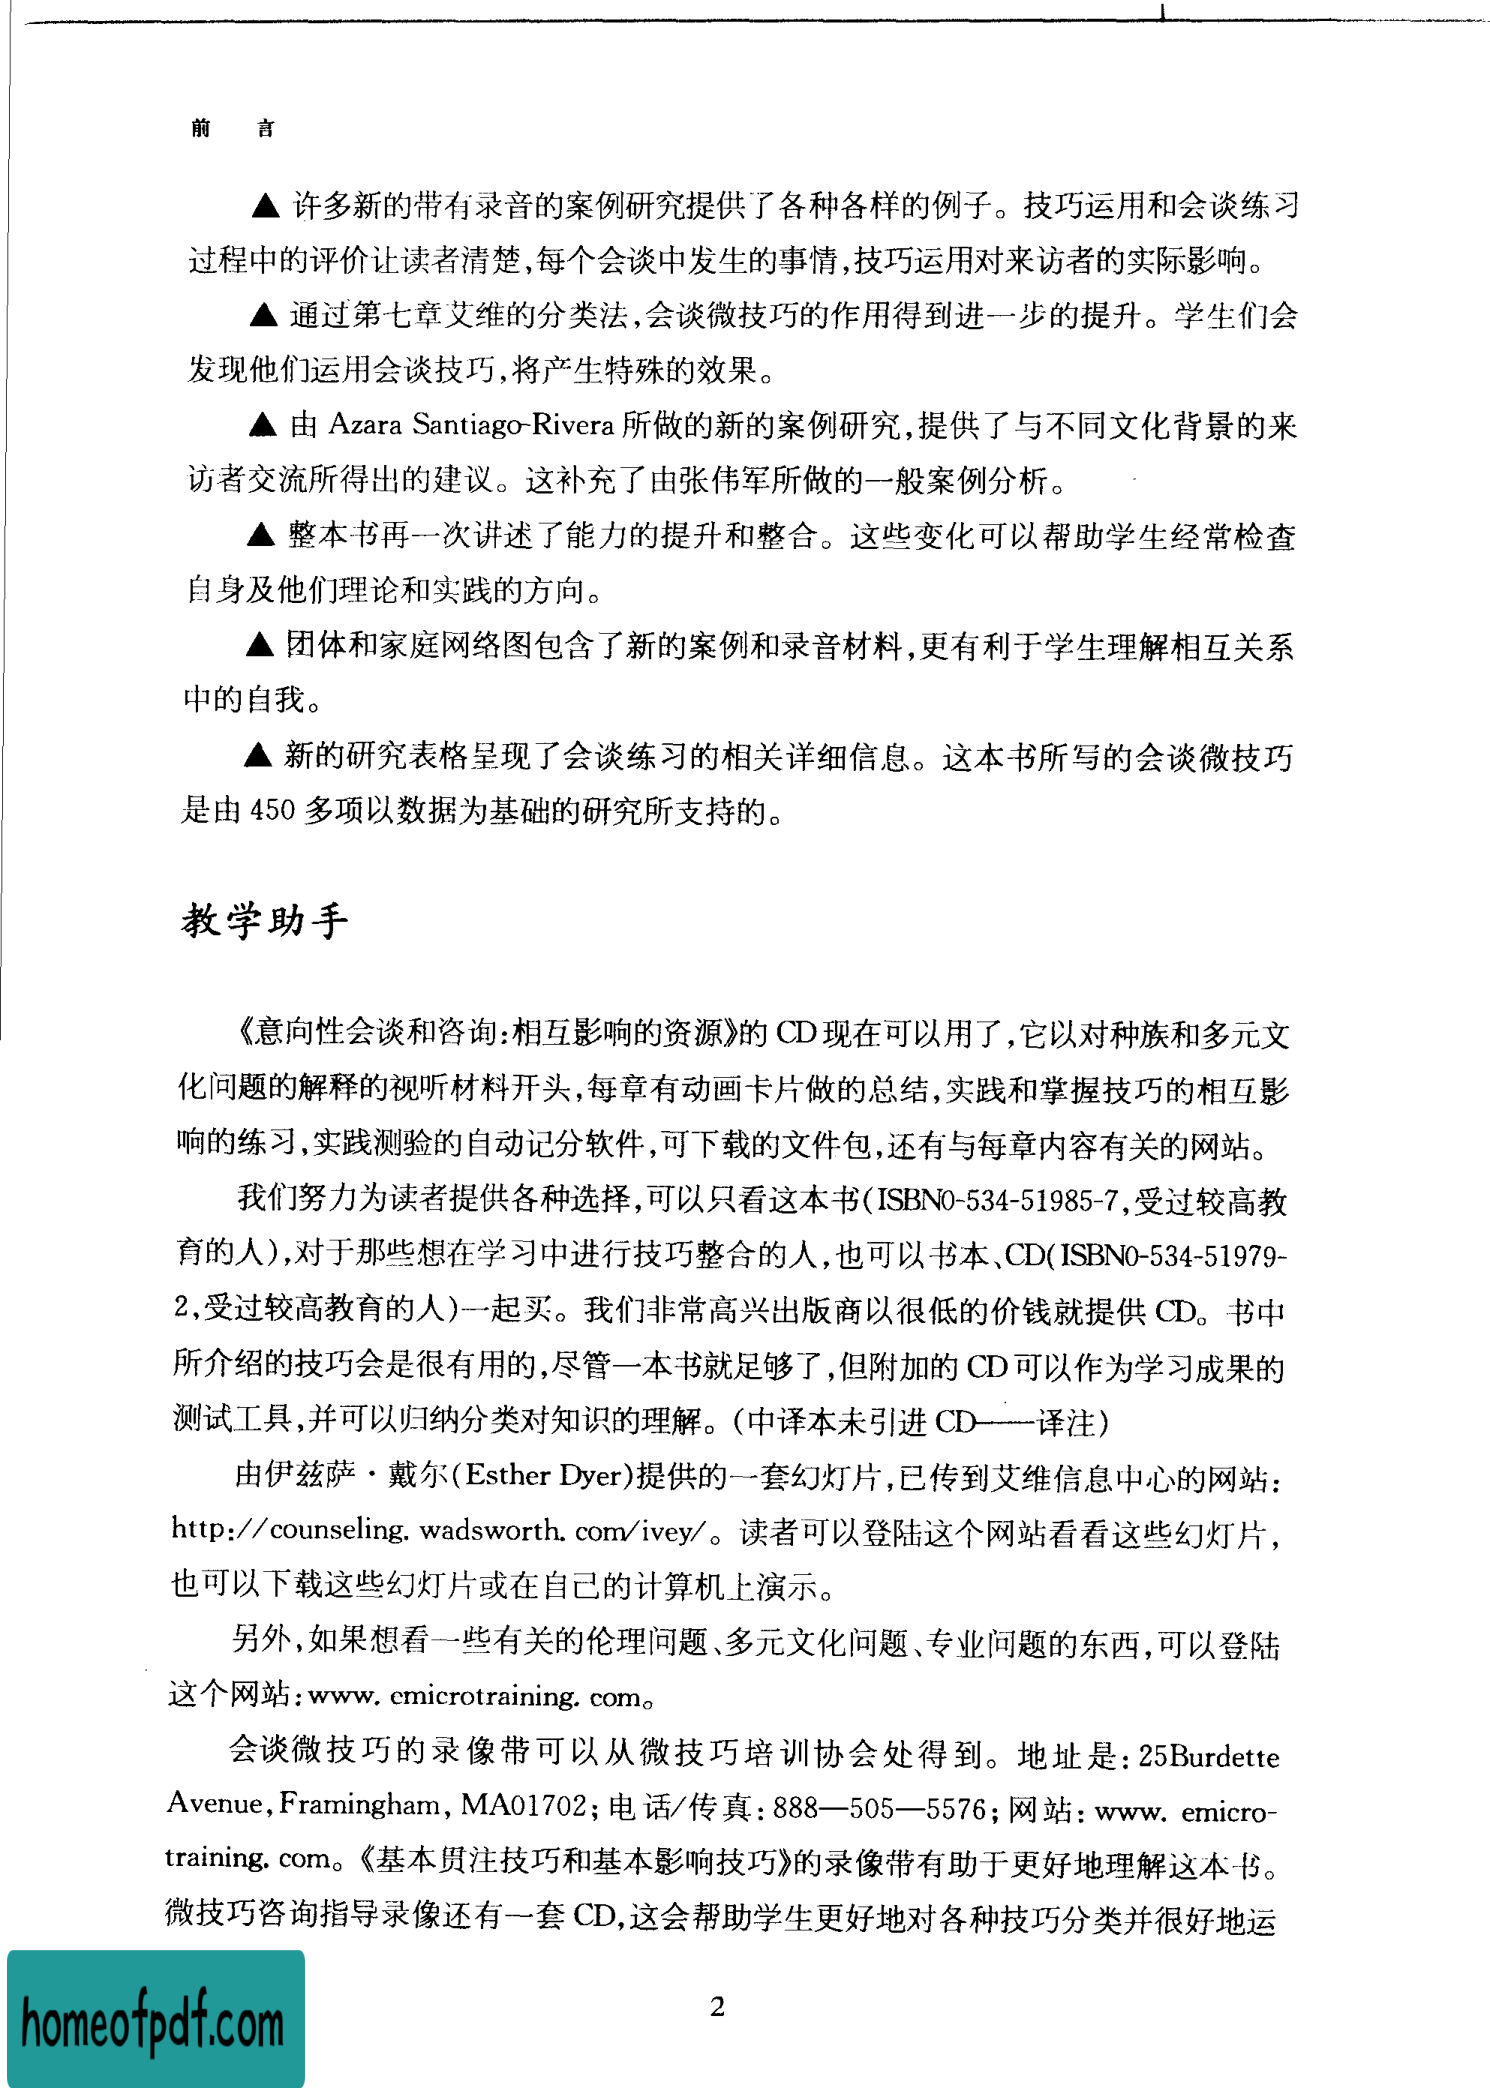 前 言
▲ 许多新的带有录音的案例研究提供了各种各样的例子。技巧运用和会谈练习
过程中的评价让读者清楚,每个会谈中发生的事情,技巧运用对来访者的实际影响。
▲ 通过第七章艾维的分类法,会谈微技巧的作用得到进一步的提升。学生们会
发现他们运用会谈技巧,将产生特殊的效果。
▲ 由 Azara Santiago-Rivera 所做的新的案例研究,提供了与不同文化背景的来
访者交流所得出的建议。这补充了由张伟军所做的一般案例分析。
▲ 整本书再一次讲述了能力的提升和整合。这些变化可以帮助学生经常检查
自身及他们理论和实践的方向。
▲ 团体和家庭网络图包含了新的案例和录音材料,更有利于学生理解相互关系
中的自我。
▲ 新的研究表格呈现了会谈练习的相关详细信息。这本书所写的会谈微技巧
是由 450 多项以数据为基础的研究所支持的。
教学助手
《意向性会谈和咨询:相互影响的资源》的 CD 现在可以用了,它以对种族和多元文
化问题的解释的视听材料开头,每章有动画卡片做的总结,实践和掌握技巧的相互影
响的练习,实践测验的自动记分软件,可下载的文件包,还有与每章内容有关的网站。
我们努力为读者提供各种选择,可以只看这本书(ISBN0-534-51985-7,受过较高教
育的人),对于那些想在学习中进行技巧整合的人,也可以书本、CD(ISBN0-534-51979-
2,受过较高教育的人)一起买。我们非常高兴出版商以很低的价钱就提供 CD。书中
所介绍的技巧会是很有用的,尽管一本书就足够了,但附加的 CD 可以作为学习成果的
测试工具,并可以归纳分类对知识的理解。(中译本未引进 CD——译注)
由伊兹萨·戴尔(Esther Dyer)提供的一套幻灯片,已传到艾维信息中心的网站:
http://counseling. wadsworth. com/ivey/。读者可以登陆这个网站看看这些幻灯片,
也可以下载这些幻灯片或在自己的计算机上演示。
另外,如果想看一些有关的伦理问题、多元文化问题、专业问题的东西,可以登陆
这个网站:www. emicrotraining. com。
会谈微技巧的录像带可以从微技巧培训协会处得到。地址是: 25Burdette
Avenue, Framingham, MA01702; 电话/传真: 888—505—5576; 网站: www. emicro-
training. com。《基本贯注技巧和基本影响技巧》的录像带有助于更好地理解这本书。
微技巧咨询指导录像还有一套 CD,这会帮助学生更好地对各种技巧分类并很好地运
2
homeofpdf.com